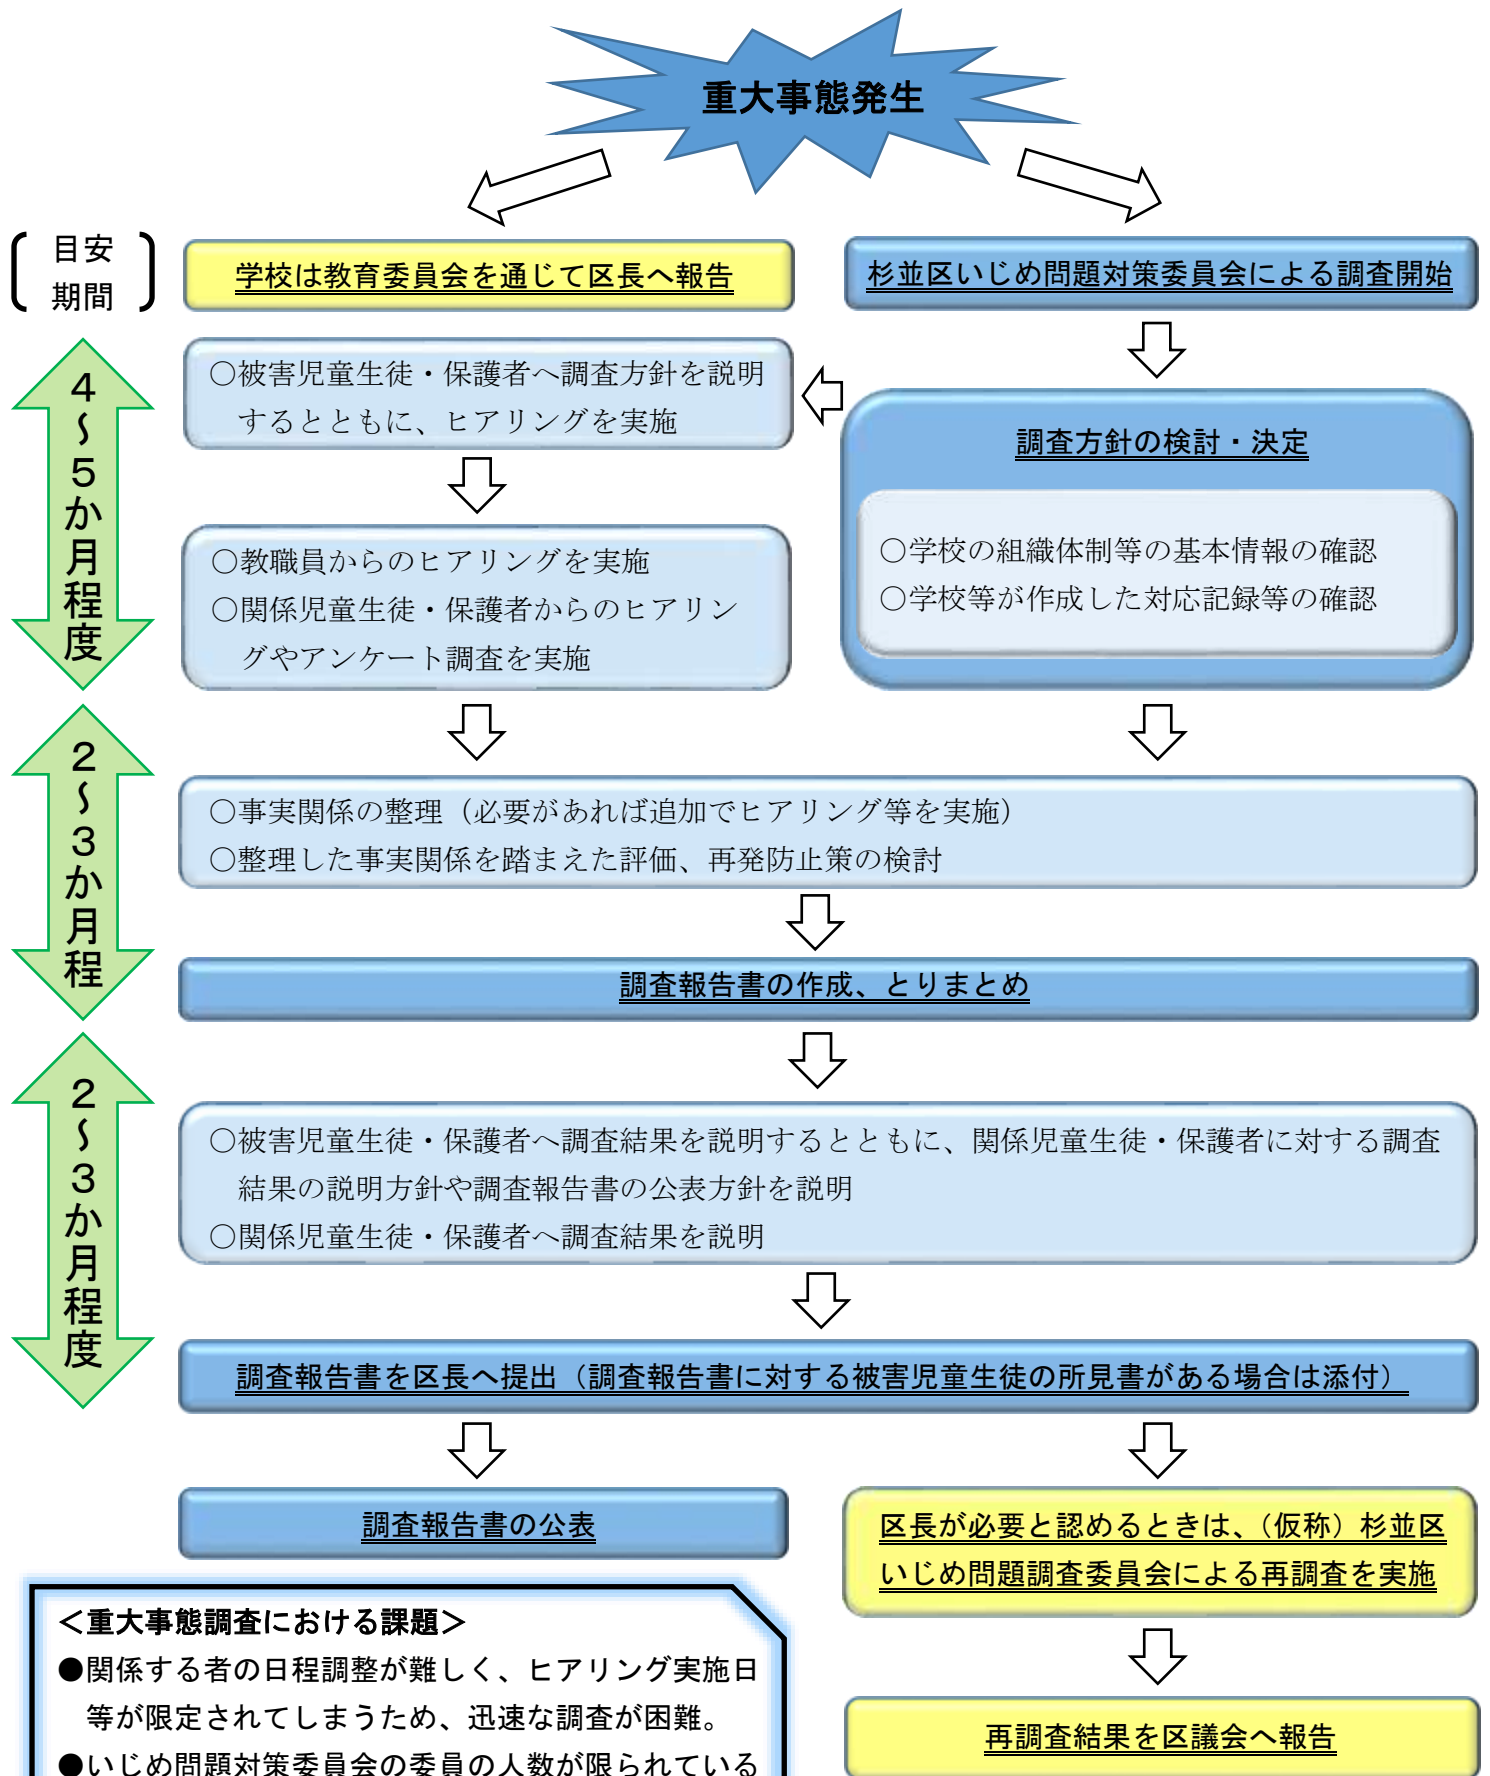 重大事態発生
目安
期間
学校は教育委員会を通じて区長へ報告
杉並区いじめ問題対策委員会による調査開始
4～5か月程度
○被害児童生徒・保護者へ調査方針を説明
するとともに、ヒアリングを実施
調査方針の検討・決定
○学校の組織体制等の基本情報の確認
○学校等が作成した対応記録等の確認
○教職員からのヒアリングを実施
○関係児童生徒・保護者からのヒアリン
グやアンケート調査を実施
2～3か月程
○事実関係の整理（必要があれば追加でヒアリング等を実施）
○整理した事実関係を踏まえた評価、再発防止策の検討
調査報告書の作成、とりまとめ
2～3か月程度
○被害児童生徒・保護者へ調査結果を説明するとともに、関係児童生徒・保護者に対する調査
結果の説明方針や調査報告書の公表方針を説明
○関係児童生徒・保護者へ調査結果を説明
調査報告書を区長へ提出（調査報告書に対する被害児童生徒の所見書がある場合は添付）
調査報告書の公表
区長が必要と認めるときは、（仮称）杉並区
いじめ問題調査委員会による再調査を実施
再調査結果を区議会へ報告
＜重大事態調査における課題＞
●関係する者の日程調整が難しく、ヒアリング実施日
等が限定されてしまうため、迅速な調査が困難。
●いじめ問題対策委員会の委員の人数が限られている